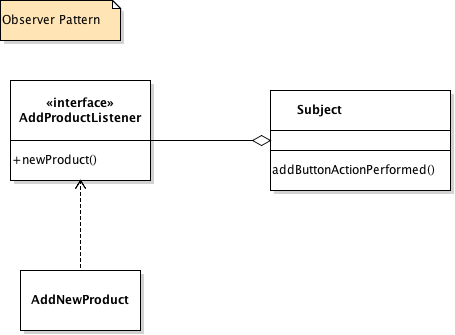 Observer Pattern
«interface»
AddProductListener
+newProduct()
Subject
addButtonActionPerformed()
AddNewProduct